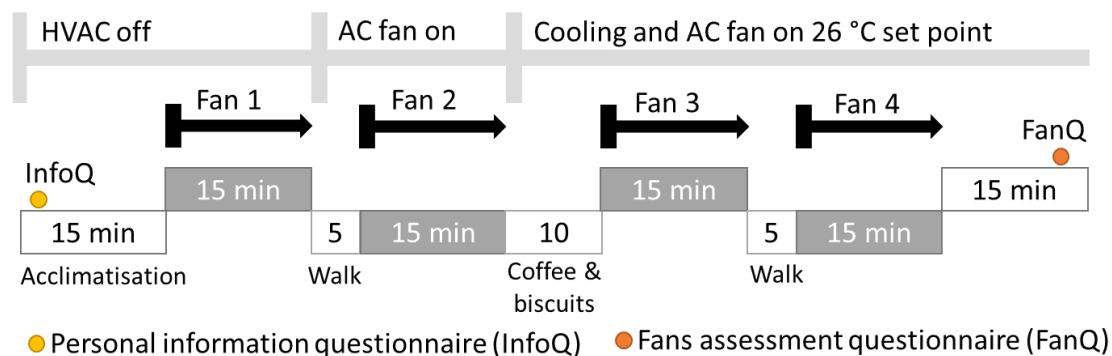 HVAC off
AC fan on
Cooling and AC fan on 26 °C set point
Fan 1
Fan 2
Fan 3
Fan 4
FanQ
InfoQ
15 min
15 min
15 min
15 min
5
15 min
10
5
15 min
Acclimatisation
Walk
Coffee &
biscuits
Walk
Personal information questionnaire (InfoQ)
Fans assessment questionnaire (FanQ)